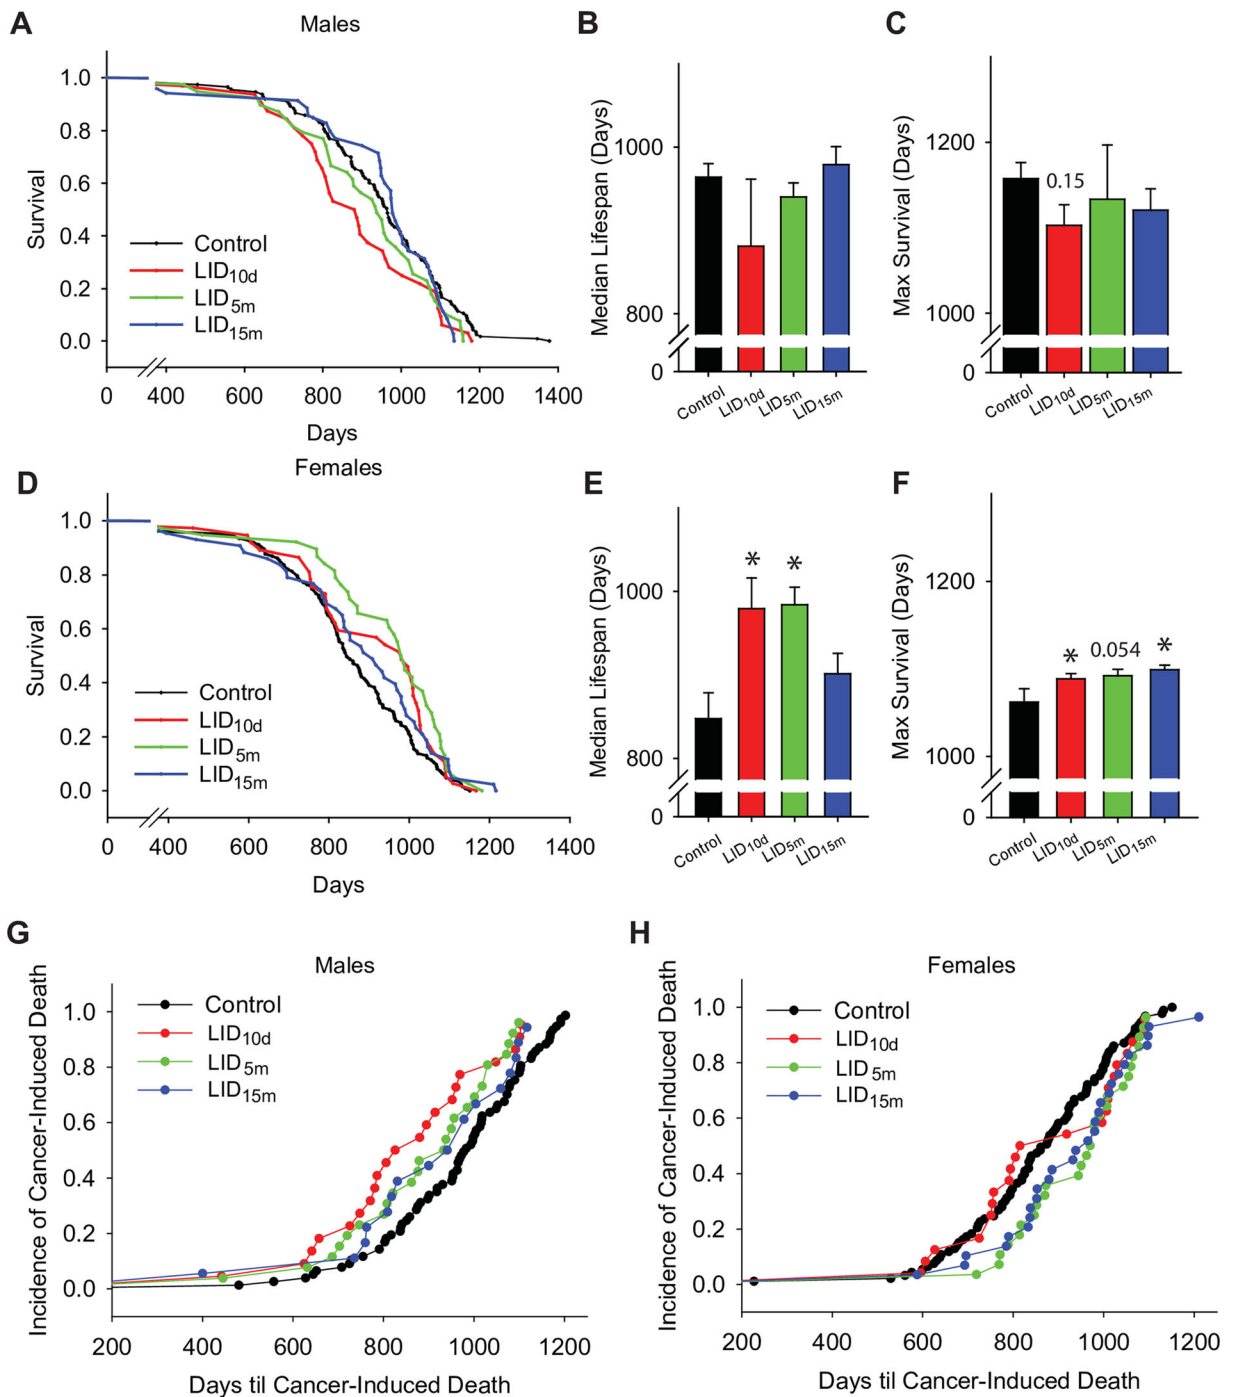 A
Males
Survival
1.0
0.8
0.6
0.4
0.2
0.0
Control
LID10d
LID5m
LID15m
0 400 600 800 1000 1200 1400
Days
B
Median Lifespan (Days)
1000
800
0
Control LID10d LID5m LID15m
C
Max Survival (Days)
1200
1000
0
0.15
Control LID10d LID5m LID15m
D
Females
Survival
1.0
0.8
0.6
0.4
0.2
0.0
Control
LID10d
LID5m
LID15m
0 400 600 800 1000 1200 1400
Days
E
Median Lifespan (Days)
1000
800
0
* *
Control LID10d LID5m LID15m
F
Max Survival (Days)
1200
1000
0
* 0.054 *
Control LID10d LID5m LID15m
G
Males
Incidence of Cancer-Induced Death
1.0
0.8
0.6
0.4
0.2
0.0
Control
LID10d
LID5m
LID15m
200 400 600 800 1000 1200
Days til Cancer-Induced Death
H
Females
Incidence of Cancer-Induced Death
1.0
0.8
0.6
0.4
0.2
0.0
Control
LID10d
LID5m
LID15m
200 400 600 800 1000 1200
Days til Cancer-Induced Death